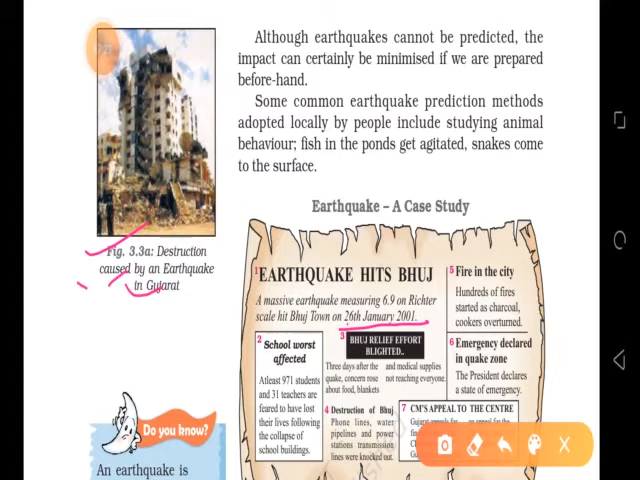 7:29
Although earthquakes cannot be predicted, the
impact can certainly be minimised if we are prepared
before-hand.
Some common earthquake prediction methods
adopted locally by people include studying animal
behaviour; fish in the ponds get agitated, snakes come
to the surface.
Fig. 3.3a: Destruction
caused by an Earthquake
in Gujarat
Earthquake – A Case Study
1 EARTHQUAKE HITS BHUJ
A massive earthquake measuring 6.9 on Richter
scale hit Bhuj Town on 26th January 2001.
2 School worst
affected
Atleast 971 students
and 31 teachers are
feared to have lost
their lives following
the collapse of
school buildings.
3 BHUJ RELIEF EFFORT
BLIGHTED..
Three days after the
quake, concern rose
about food, blankets
and medical supplies
not reaching everyone.
4 Destruction of Bhuj
Phone lines, water
pipelines and power
stations transmission
lines were knocked out.
5 Fire in the city
Hundreds of fires
started as charcoal,
cookers overturned.
6 Emergency declared
in quake zone
The President declares
a state of emergency.
7 CM'S APPEAL TO THE CENTRE
Do you know?
An earthquake is